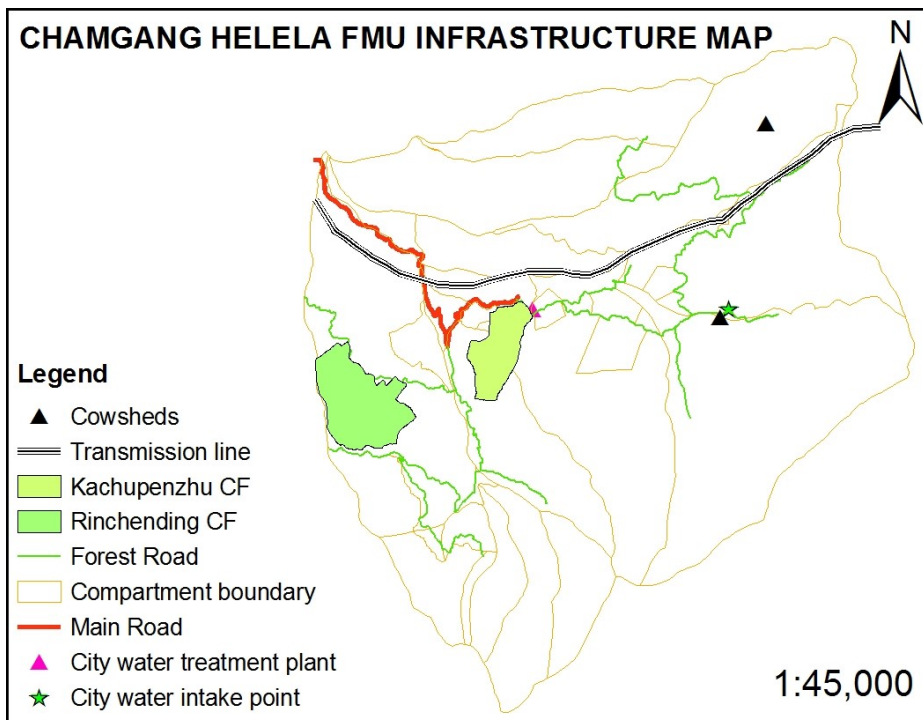 CHAMGANG HELELA FMU INFRASTRUCTURE MAP
N
Legend
Cowsheds
Transmission line
Kachupenzhu CF
Rinchending CF
Forest Road
Compartment boundary
Main Road
City water treatment plant
City water intake point
1:45,000